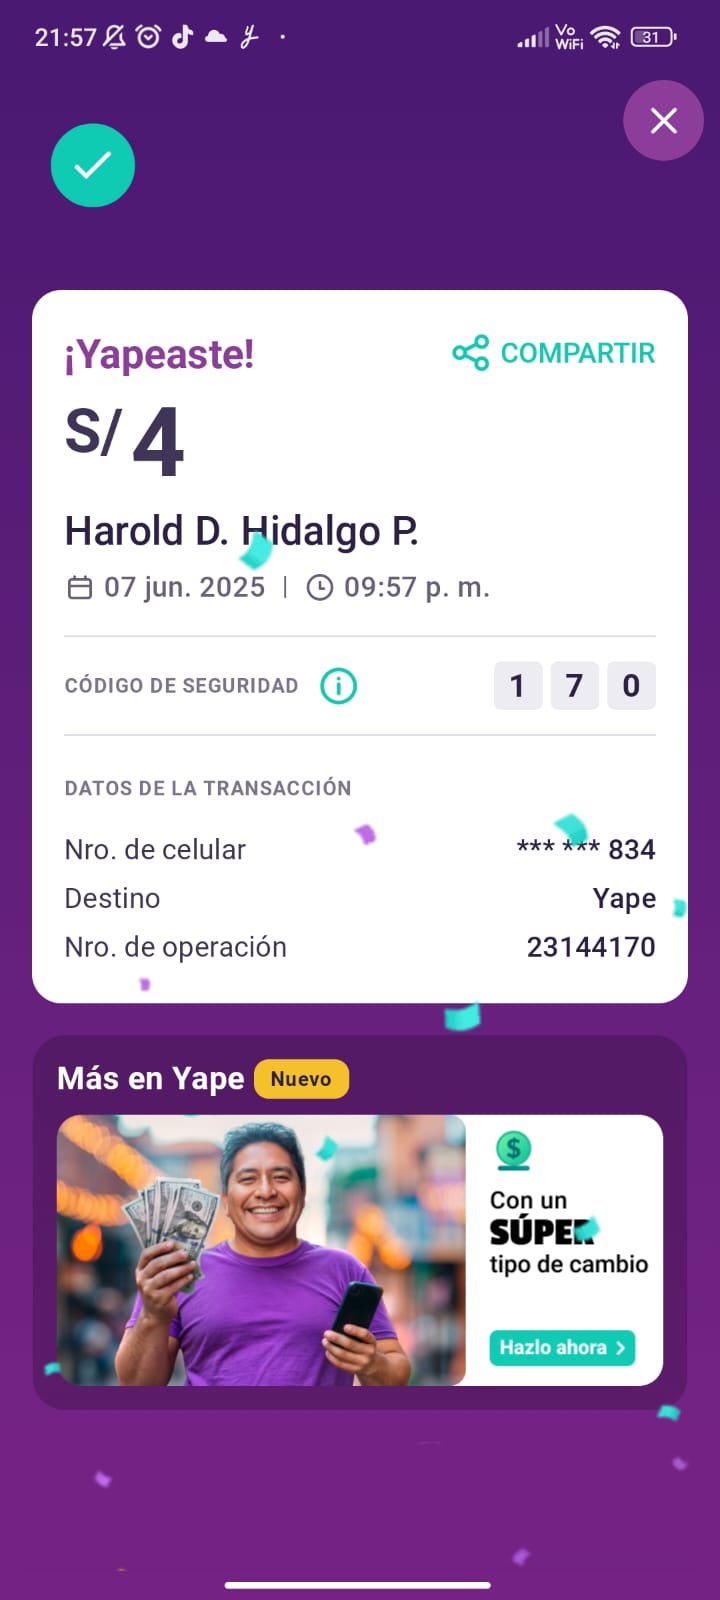 21:57
Vo
WiFi
31
¡Yapeaste!
COMPARTIR
S/ 4
Harold D. Hidalgo P.
07 jun. 2025 | 09:57 p. m.
CÓDIGO DE SEGURIDAD
1 7 0
DATOS DE LA TRANSACCIÓN
Nro. de celular *** *** 834
Destino Yape
Nro. de operación 23144170
Más en Yape Nuevo
Con un
SÚPER
tipo de cambio
Hazlo ahora